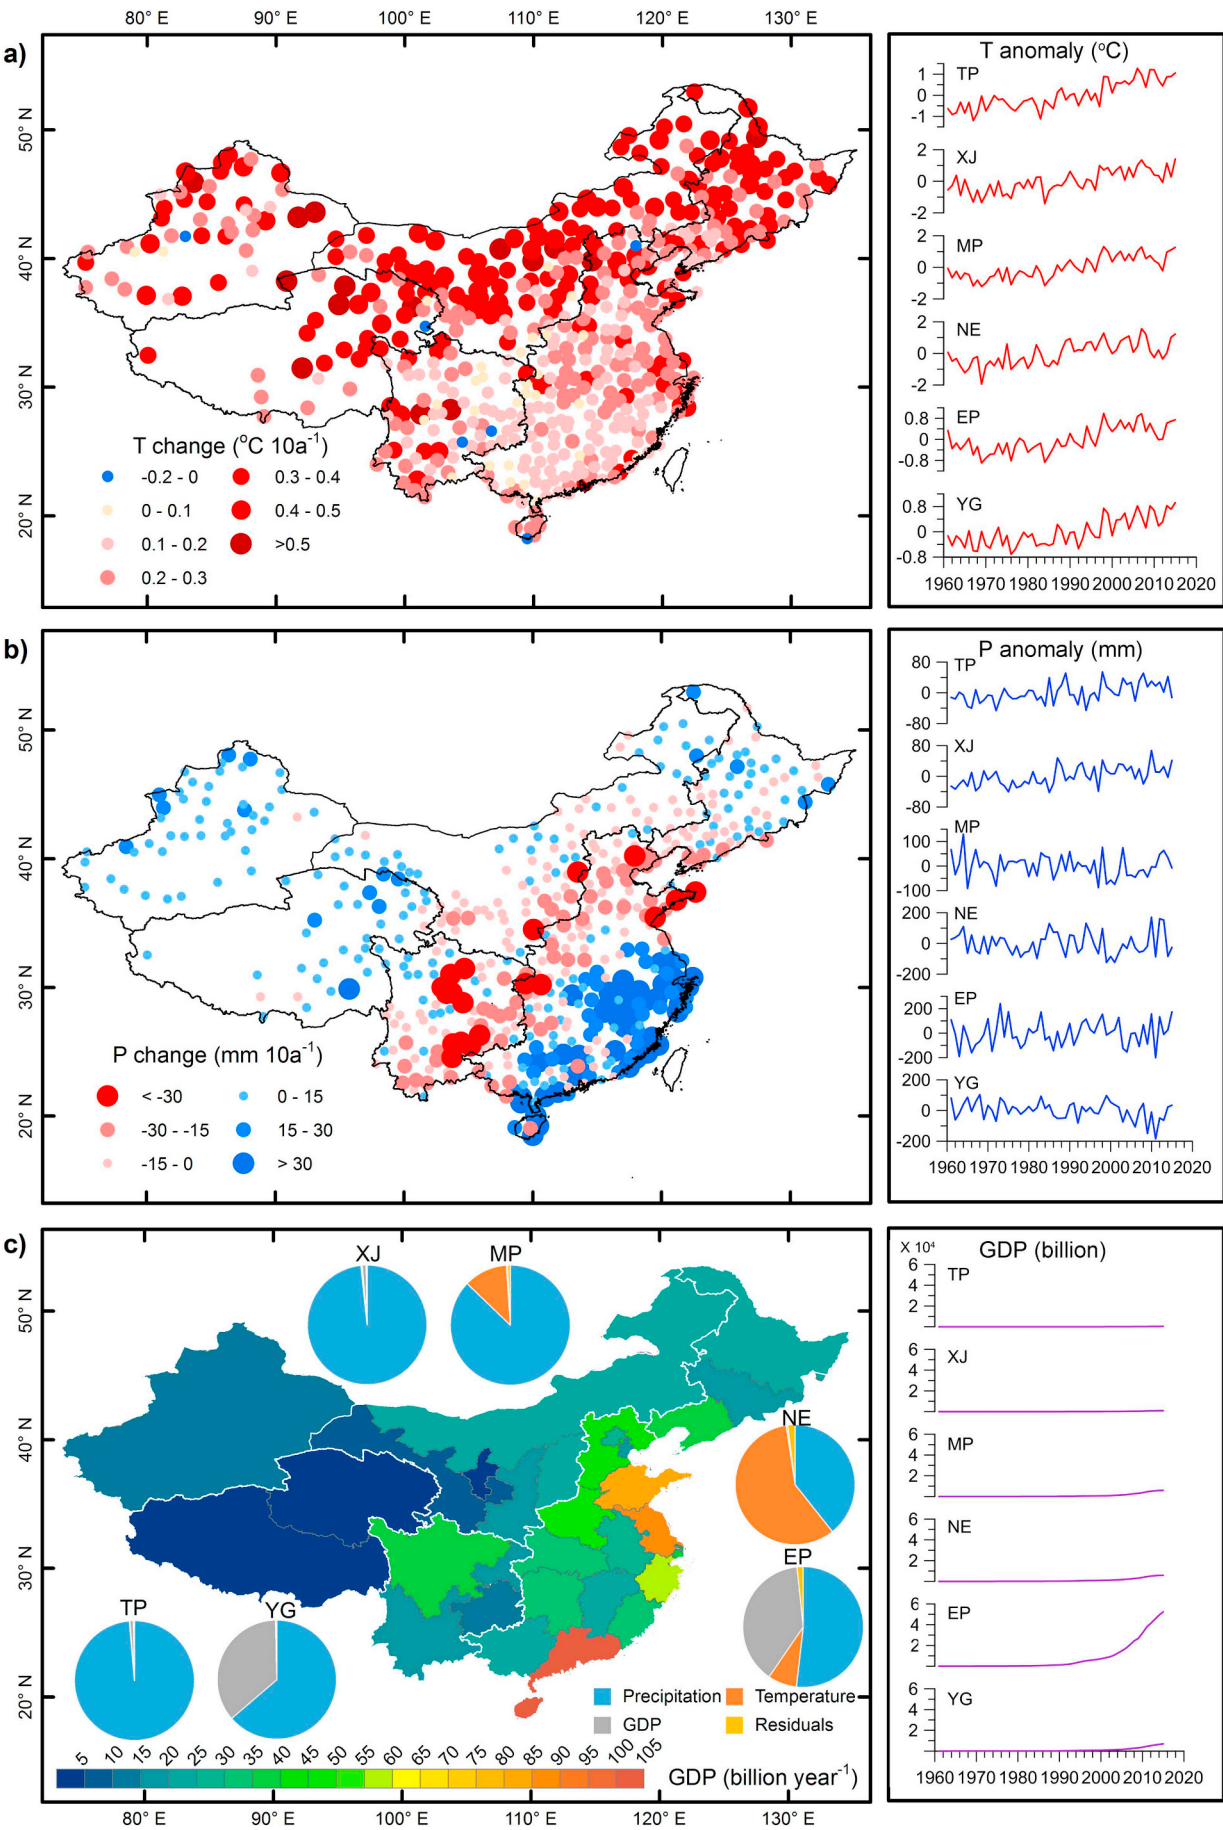 80° E 90° E 100° E 110° E 120° E 130° E
a)
50° N
40° N
30° N
20° N
T change (°C 10a⁻¹)
-0.2 - 0
0 - 0.1
0.1 - 0.2
0.2 - 0.3
0.3 - 0.4
0.4 - 0.5
>0.5
T anomaly (°C)
TP
1
0
-1
XJ
2
0
-2
MP
2
0
-2
NE
2
0
-2
EP
0.8
0
-0.8
YG
0.8
0
-0.8
1960 1970 1980 1990 2000 2010 2020
b)
50° N
40° N
30° N
20° N
P change (mm 10a⁻¹)
< -30
-30 - -15
-15 - 0
0 - 15
15 - 30
> 30
P anomaly (mm)
TP
80
0
-80
XJ
80
0
-80
MP
100
0
-100
NE
200
0
-200
EP
200
0
-200
YG
200
0
-200
1960 1970 1980 1990 2000 2010 2020
c)
50° N
40° N
30° N
20° N
XJ
MP
NE
EP
TP
YG
Precipitation
Temperature
GDP
Residuals
5 10 15 20 25 30 35 40 45 50 55 60 65 70 75 80 85 90 95 100 105
GDP (billion year⁻¹)
80° E 90° E 100° E 110° E 120° E 130° E
X 10⁴
GDP (billion)
6
4
2
TP
6
4
2
XJ
6
4
2
MP
6
4
2
NE
6
4
2
EP
6
4
2
YG
1960 1970 1980 1990 2000 2010 2020